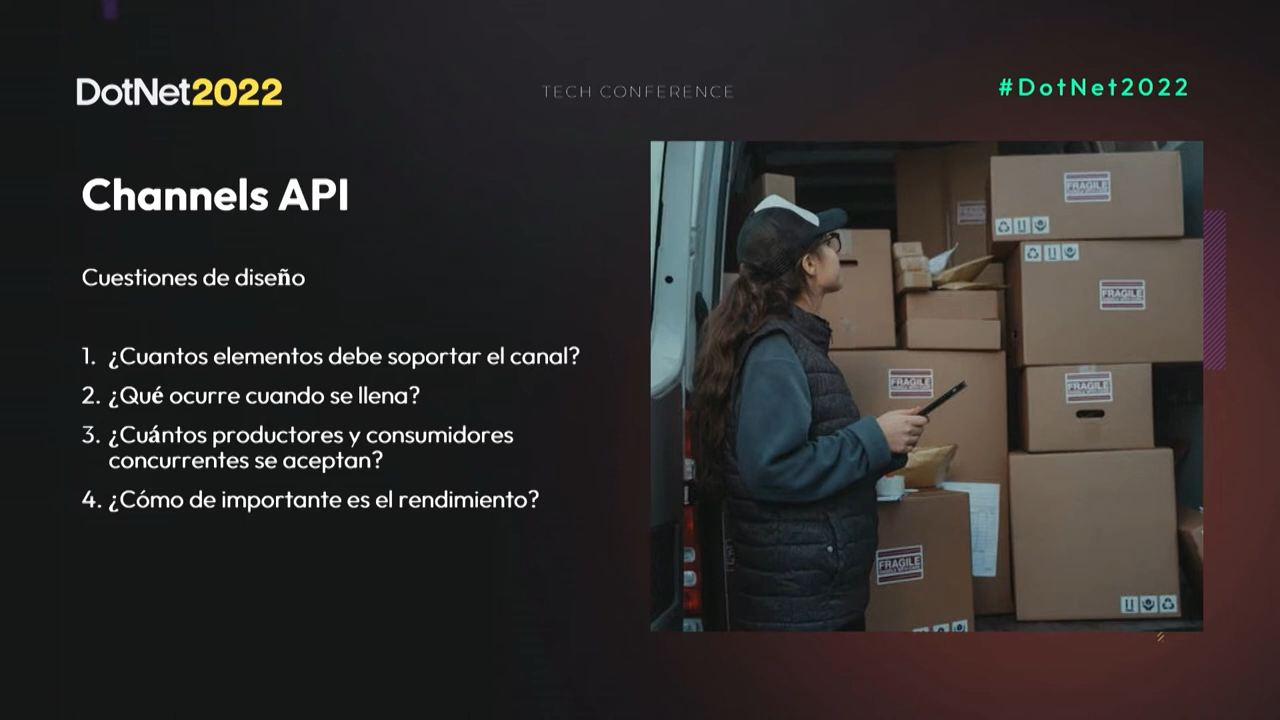 DotNet2022
TECH CONFERENCE
#DotNet2022
Channels API
Cuestiones de diseño
1. ¿Cuantos elementos debe soportar el canal?
2. ¿Qué ocurre cuando se llena?
3. ¿Cuántos productores y consumidores
concurrentes se aceptan?
4. ¿Cómo de importante es el rendimiento?
FRAGILE
FRAGILE
FRAGILE
FRAGILE
FRAGILE